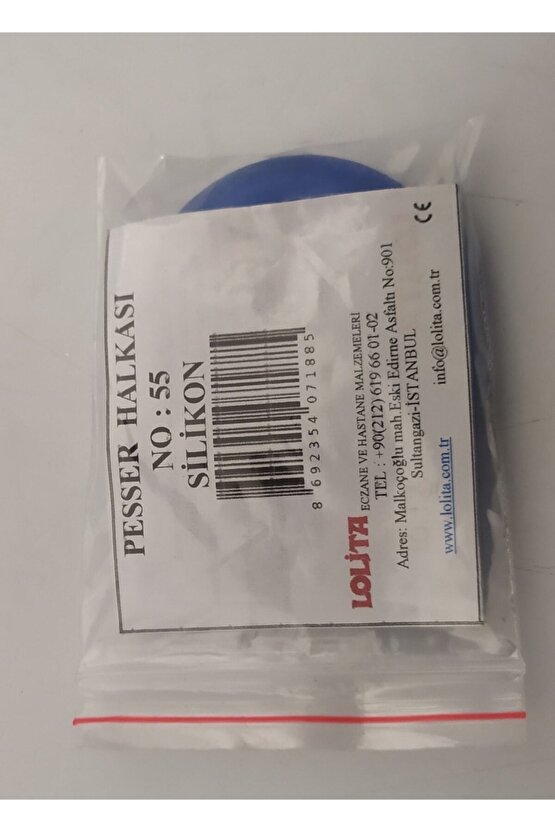 PESSER HALKASI
NO : 55
SİLİKON
8 692354 071885
LOLİTA ECZANE VE HASTANE MALZEMELERİ
TEL : +90(212) 619 66 01-02
Adres: Malkoçoğlu mah.Eski Edirne Asfaltı No:901
Sultangazi-İSTANBUL
www.lolita.com.tr info@lolita.com.tr
CE